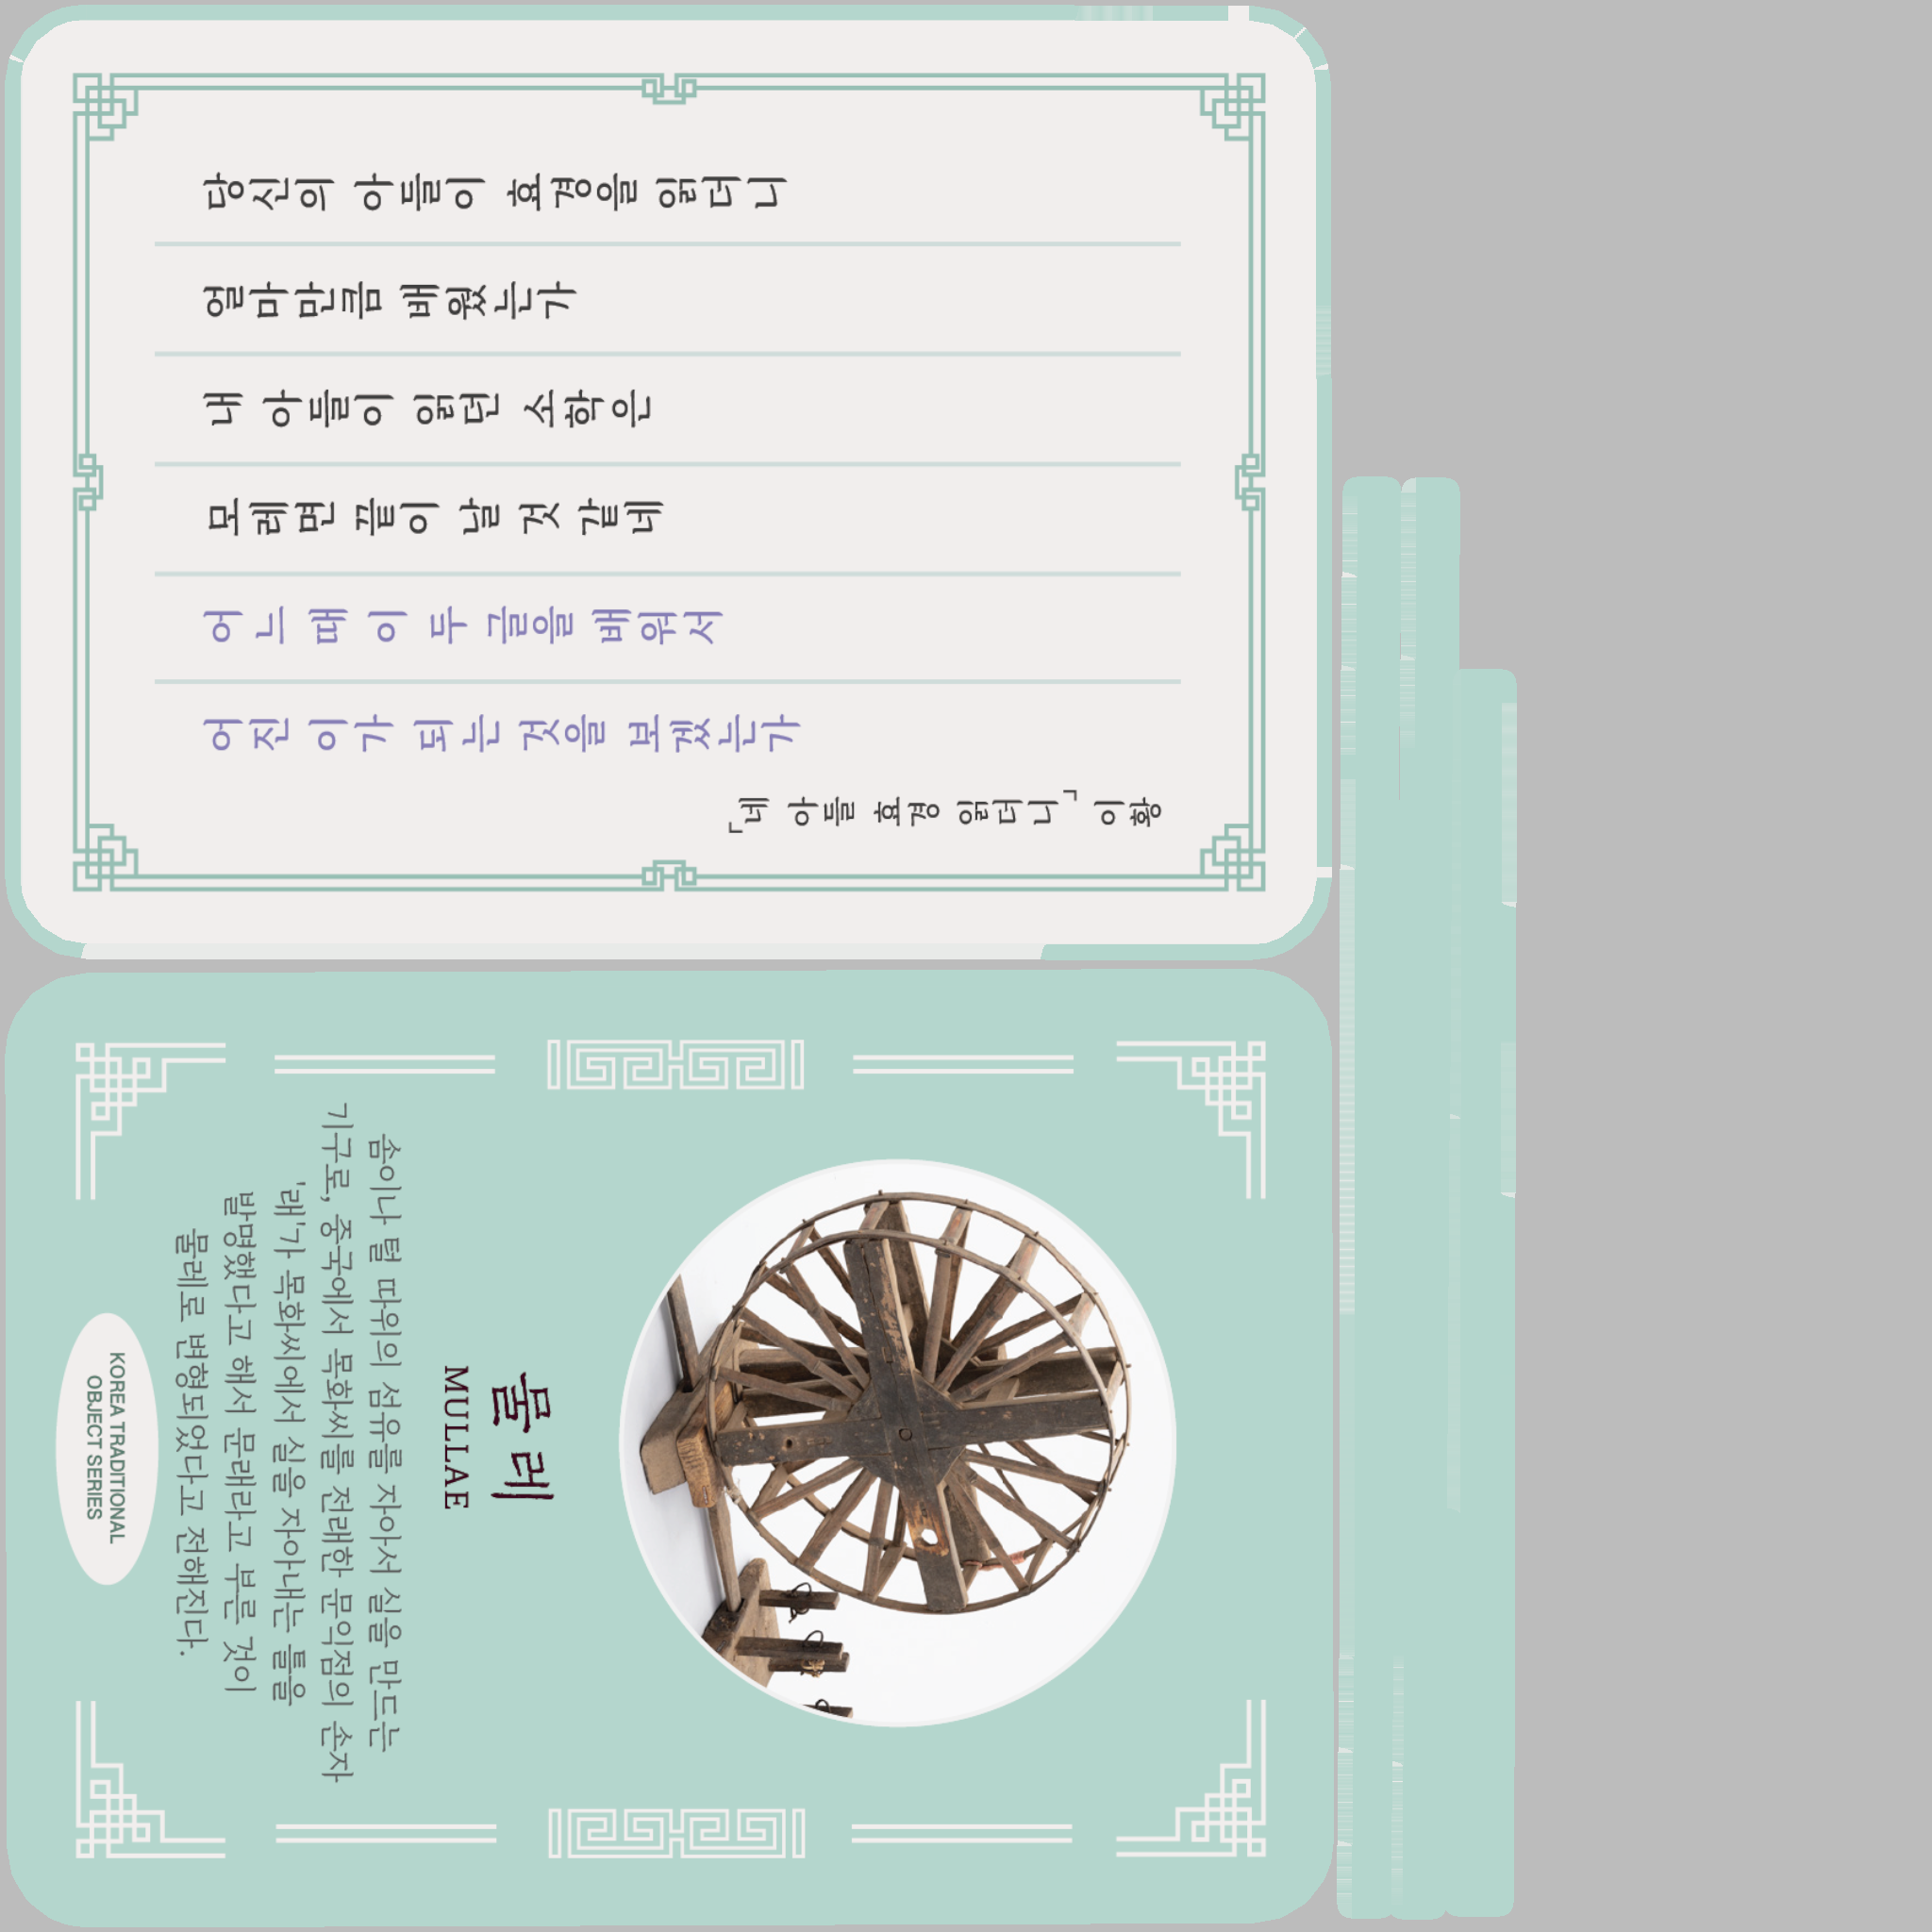 당신의 아들이 효경을 읽더니
얼마만큼 배웠는가
내 아들이 읽던 소학은
모레면 끝이 날 것 같네
어느 때 이 두 글을 배워서
어진 이가 되는 것을 보겠는가
「네 아들 효경 읽더니」 이황
물레
MULLAE
솜이나 털 따위의 섬유를 자아서 실을 만드는
기구로, 중국에서 목화씨를 전래한 문익점의 손자
'래'가 목화씨에서 실을 자아내는 틀을
발명했다고 해서 문래라고 부른 것이
물레로 변형되었다고 전해진다.
KOREA TRADITIONAL
OBJECT SERIES